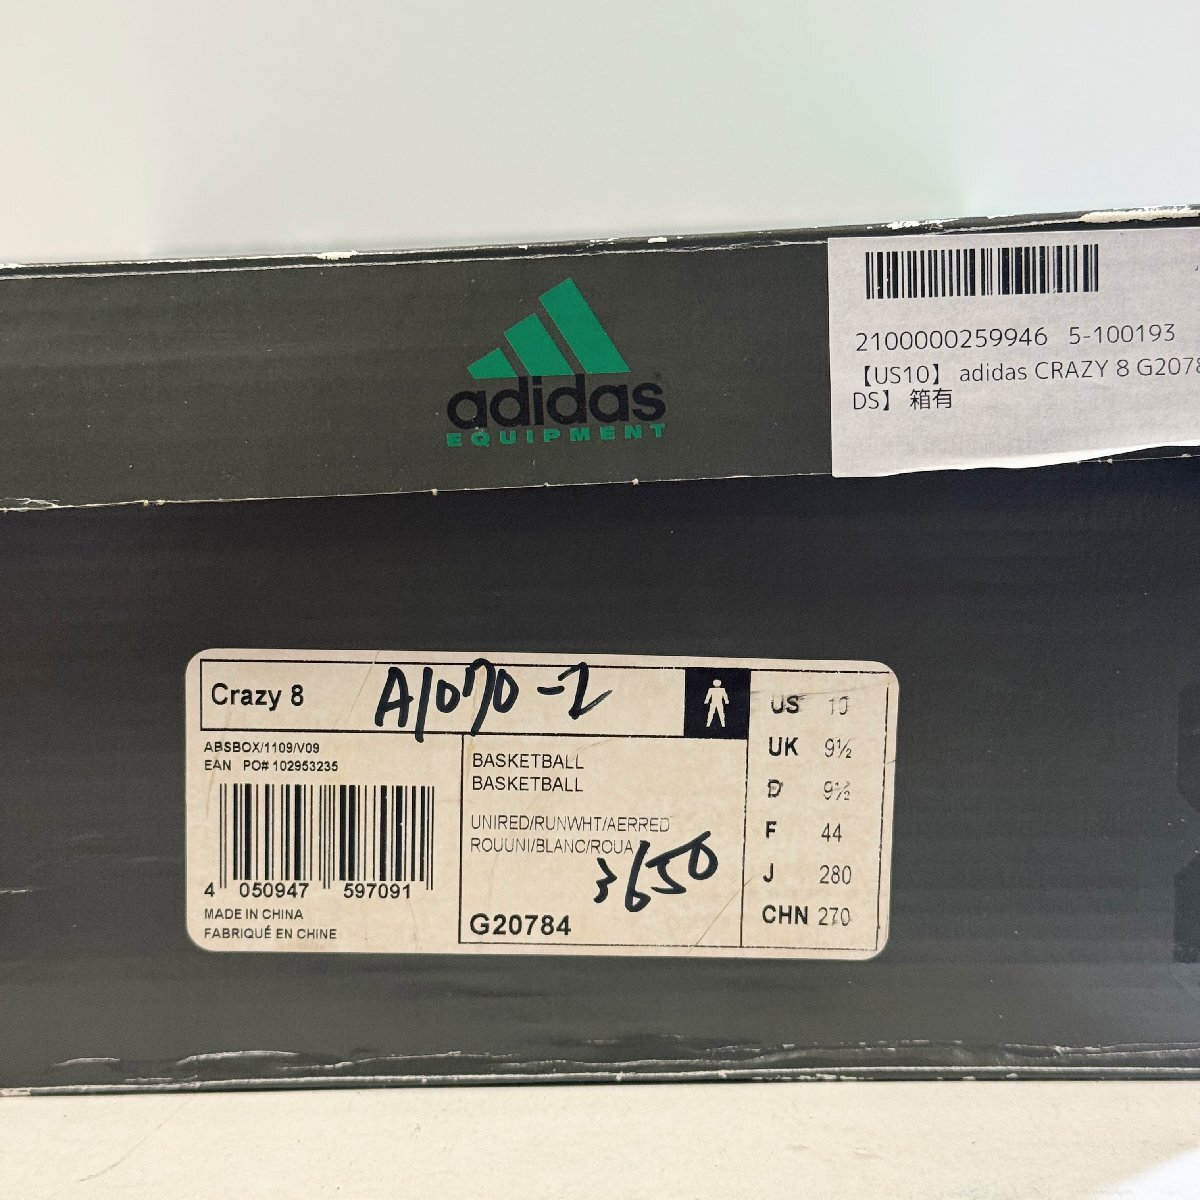 adidas
EQUIPMENT
2100000259946 5-100193
【US10】 adidas CRAZY 8 G2078
DS】 箱有
Crazy 8
A1070-2
ABSBOX/1109/V09
EAN PO# 102953235
4 050947 597091
MADE IN CHINA
FABRIQUÉ EN CHINE
BASKETBALL
BASKETBALL
UNIRED/RUNWHT/AERRED
ROUUNI/BLANC/ROUA
3650
G20784
US 10
UK 9½
D 9½
F 44
J 280
CHN 270